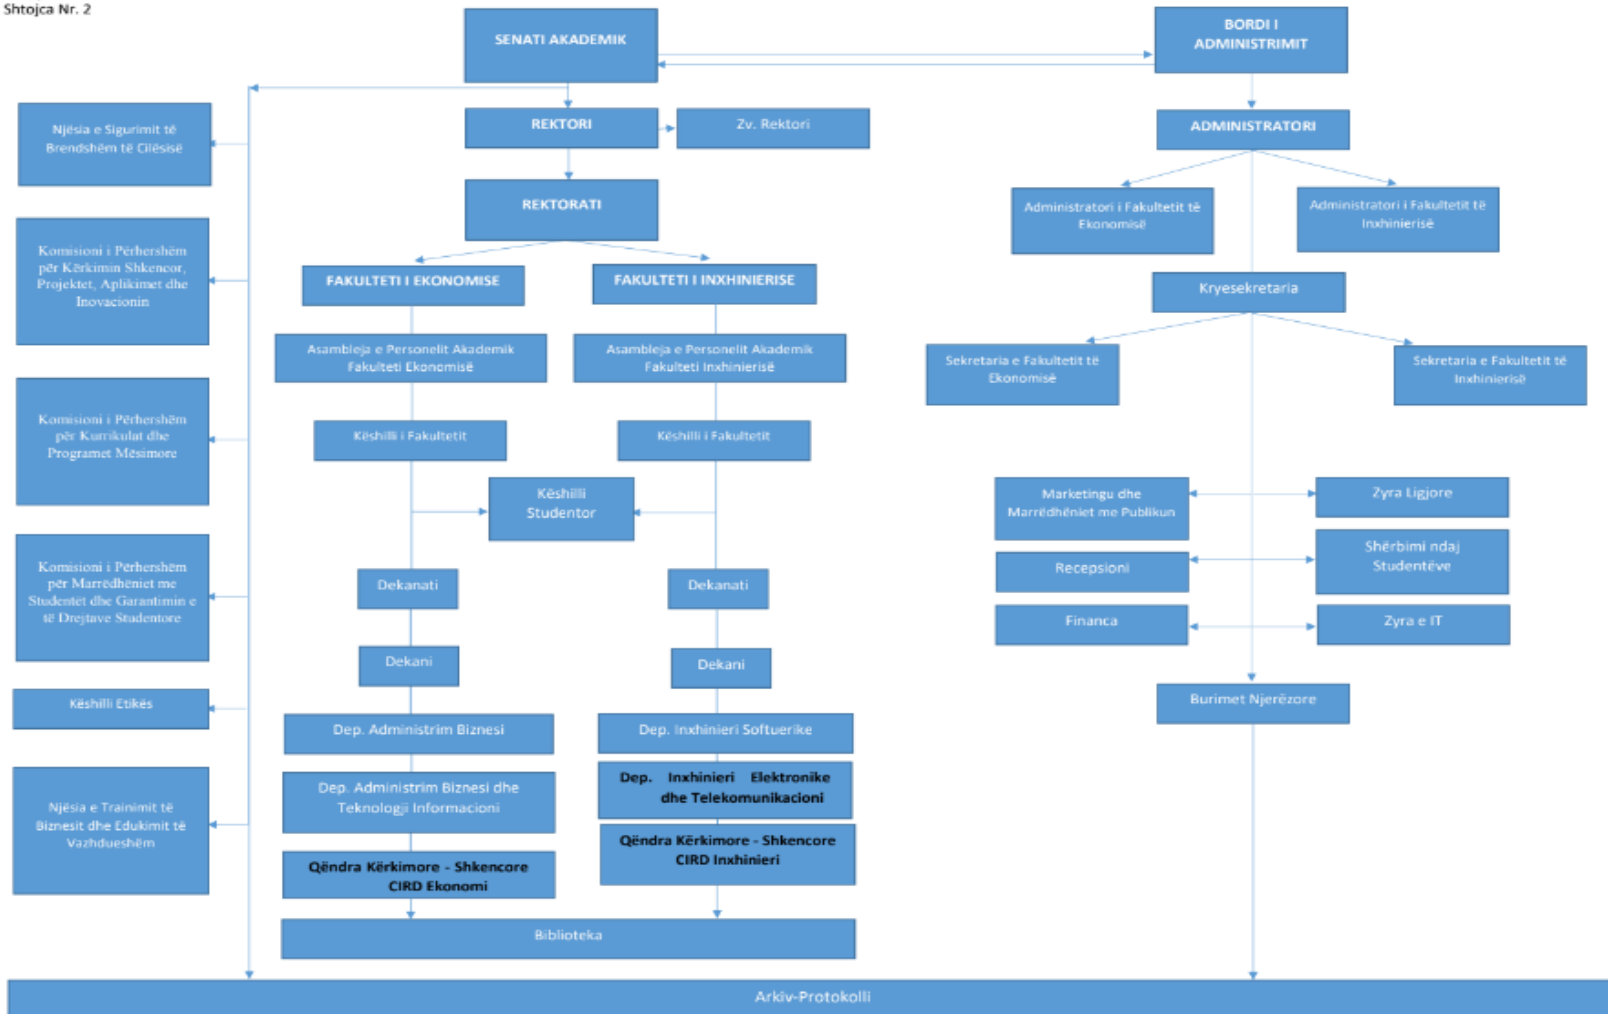 Shtojca Nr. 2
SENATI AKADEMIK
BORDI I
ADMINISTRIMIT
Njësia e Sigurimit të
Brendshëm të Cilësisë
REKTORI
Zv. Rektori
ADMINISTRATORI
REKTORATI
Administratori i Fakultetit të
Ekonomisë
Administratori i Fakultetit të
Inxhinierisë
Komisioni i Përhershëm
për Kërkimin Shkencor,
Projektet, Aplikimet dhe
Inovacionin
FAKULTETI I EKONOMISE
FAKULTETI I INXHINIERISE
Kryesekretaria
Asambleja e Personelit Akademik
Fakulteti Ekonomisë
Asambleja e Personelit Akademik
Fakulteti Inxhinierisë
Sekretaria e Fakultetit të
Ekonomisë
Sekretaria e Fakultetit të
Inxhinierisë
Komisioni i Përhershëm
për Kurrikulat dhe
Programet Mësimore
Këshilli i Fakultetit
Këshilli i Fakultetit
Këshilli
Studentor
Marketingu dhe
Marrëdhëniet me Publikun
Zyra Ligjore
Komisioni i Përhershëm
për Marrëdhëniet me
Studentët dhe Garantimin e
të Drejtave Studentore
Dekanati
Dekanati
Recepsioni
Shërbimi ndaj
Studentëve
Financa
Zyra e IT
Dekani
Dekani
Këshilli Etikës
Burimet Njerëzore
Dep. Administrim Biznesi
Dep. Inxhinieri Softuerike
Njësia e Trainimit të
Biznesit dhe Edukimit të
Vazhdueshëm
Dep. Administrim Biznesi dhe
Teknologji Informacioni
Dep. Inxhinieri Elektronike
dhe Telekomunikacioni
Qëndra Kërkimore - Shkencore
CIRD Ekonomi
Qëndra Kërkimore - Shkencore
CIRD Inxhinieri
Biblioteka
Arkiv-Protokolli